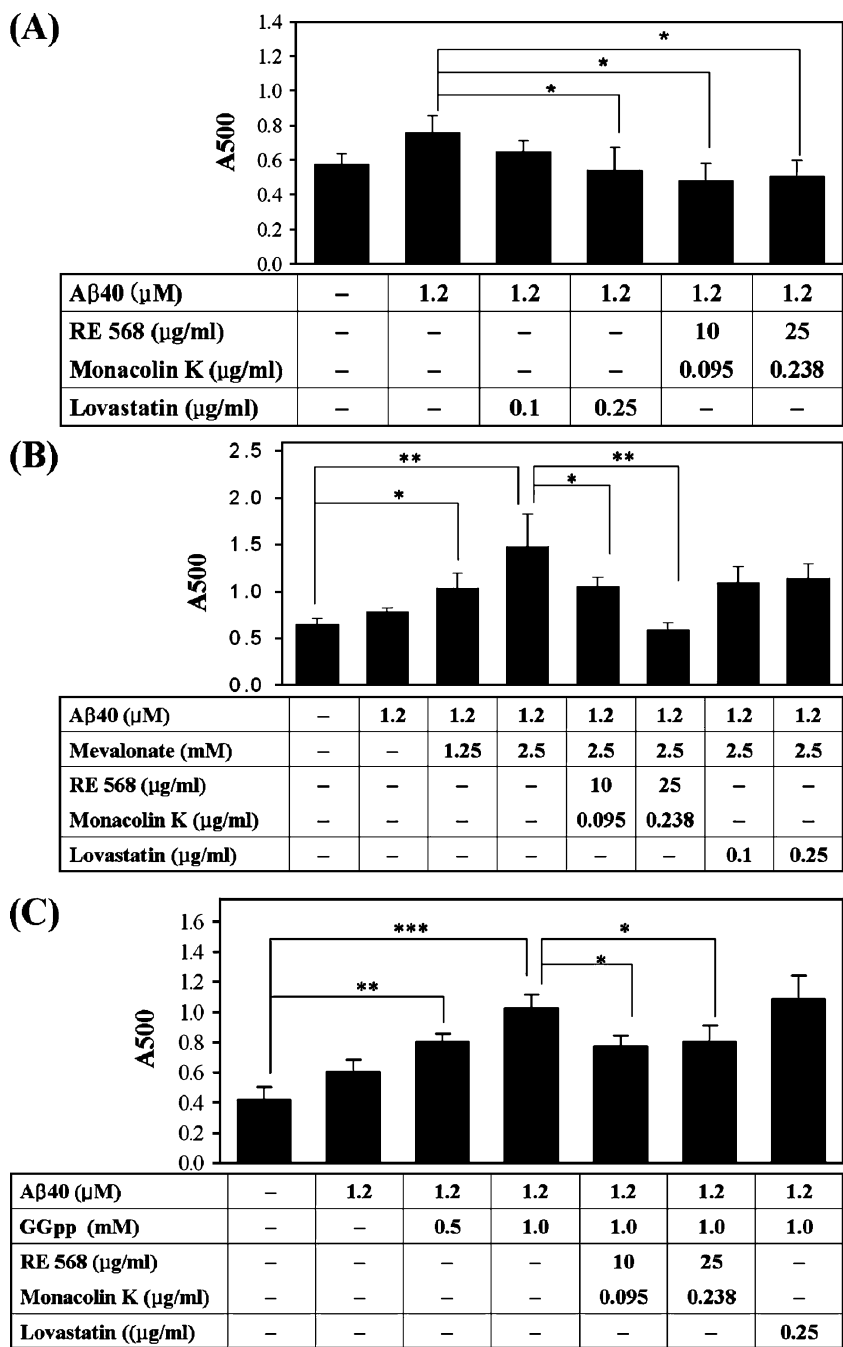 (A)
A500
1.4
1.2
1.0
0.8
0.6
0.4
0.2
0.0
*
*
*
Aβ40 (μM) – 1.2 1.2 1.2 1.2 1.2
RE 568 (μg/ml) – – – – 10 25
Monacolin K (μg/ml) – – – – 0.095 0.238
Lovastatin (μg/ml) – – 0.1 0.25 – –
(B)
A500
2.5
2.0
1.5
1.0
0.5
0.0
** **
* *
Aβ40 (μM) – 1.2 1.2 1.2 1.2 1.2 1.2 1.2
Mevalonate (mM) – – 1.25 2.5 2.5 2.5 2.5 2.5
RE 568 (μg/ml) – – – – 10 25 – –
Monacolin K (μg/ml) – – – – 0.095 0.238 – –
Lovastatin (μg/ml) – – – – – – 0.1 0.25
(C)
A500
1.6
1.4
1.2
1.0
0.8
0.6
0.4
0.2
0.0
*** *
** *
Aβ40 (μM) – 1.2 1.2 1.2 1.2 1.2 1.2
GGpp (mM) – – 0.5 1.0 1.0 1.0 1.0
RE 568 (μg/ml) – – – – 10 25 –
Monacolin K (μg/ml) – – – – 0.095 0.238 –
Lovastatin ((μg/ml) – – – – – – 0.25